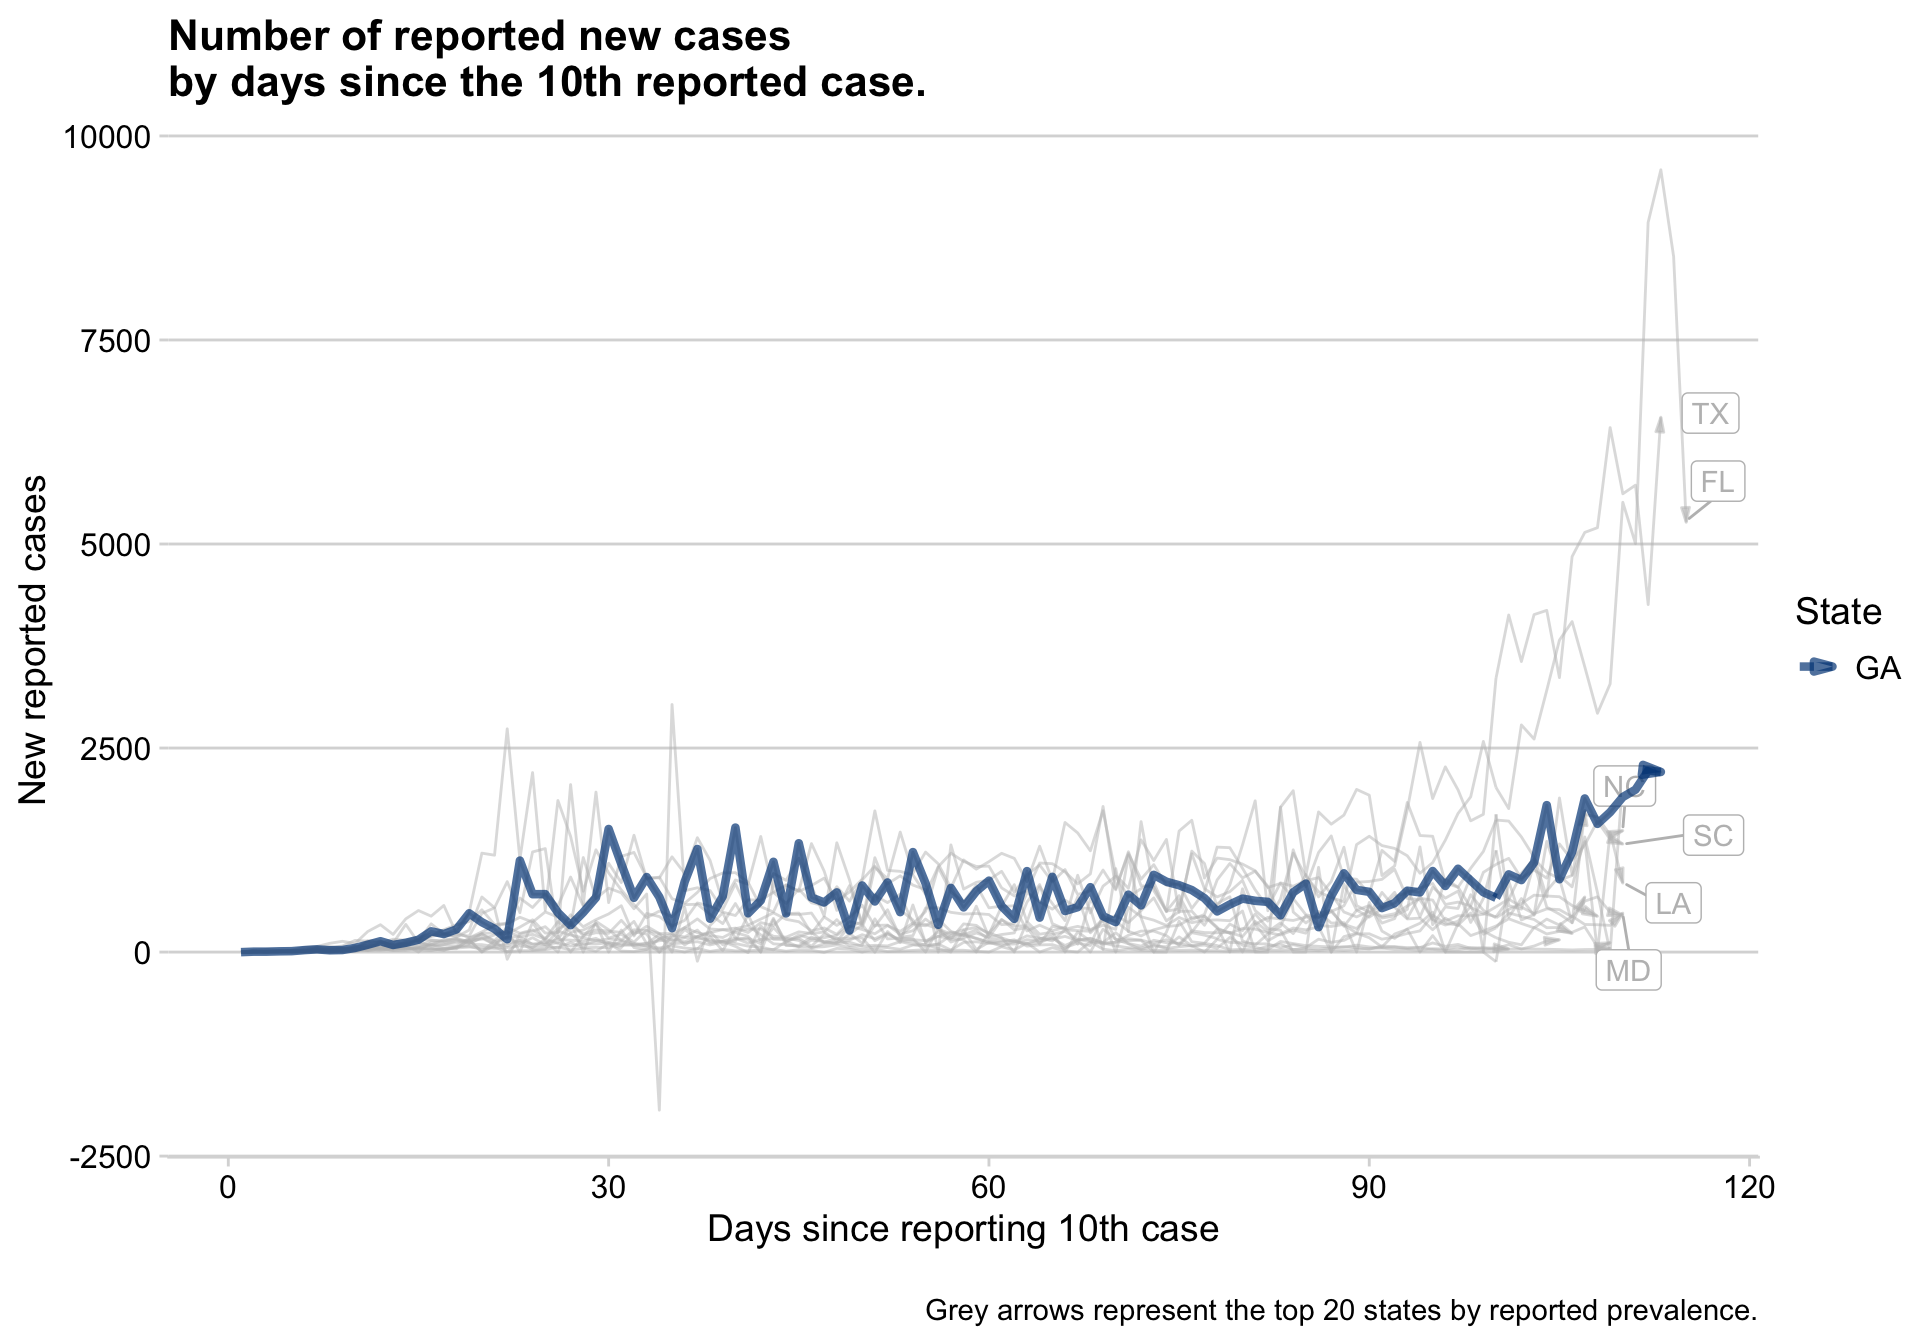 Number of reported new cases
by days since the 10th reported case.
10000
7500
5000
2500
0
-2500
New reported cases
TX
FL
NC
SC
LA
MD
State
GA
0 30 60 90 120
Days since reporting 10th case
Grey arrows represent the top 20 states by reported prevalence.